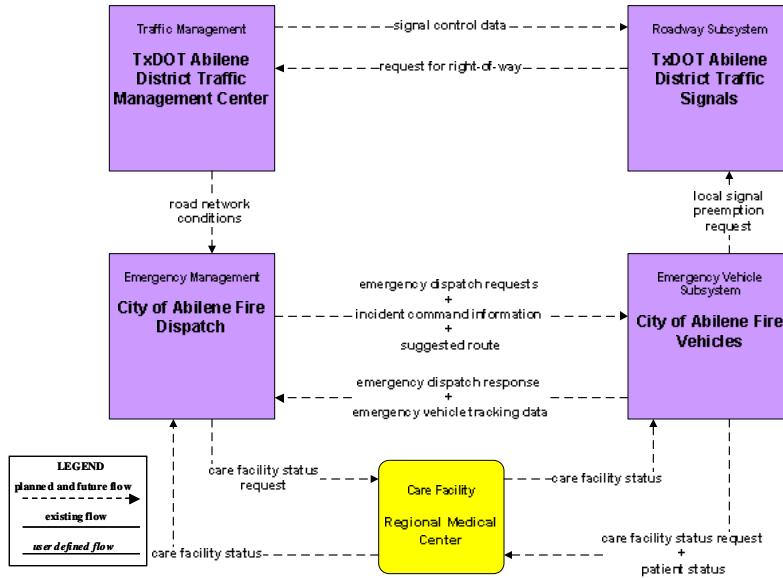 Traffic Management
TxDOT Abilene
District Traffic
Management Center
signal control data
request for right-of-way
Roadway Subsystem
TxDOT Abilene
District Traffic
Signals
road network
conditions
local signal
preemption
request
Emergency Management
City of Abilene Fire
Dispatch
emergency dispatch requests
+
incident command information
+
suggested route
emergency dispatch response
+
emergency vehicle tracking data
Emergency Vehicle
Subsystem
City of Abilene Fire
Vehicles
LEGEND
planned and future flow
existing flow
user defined flow
care facility status
request
Care Facility
Regional Medical
Center
care facility status
care facility status
care facility status request
+
patient status